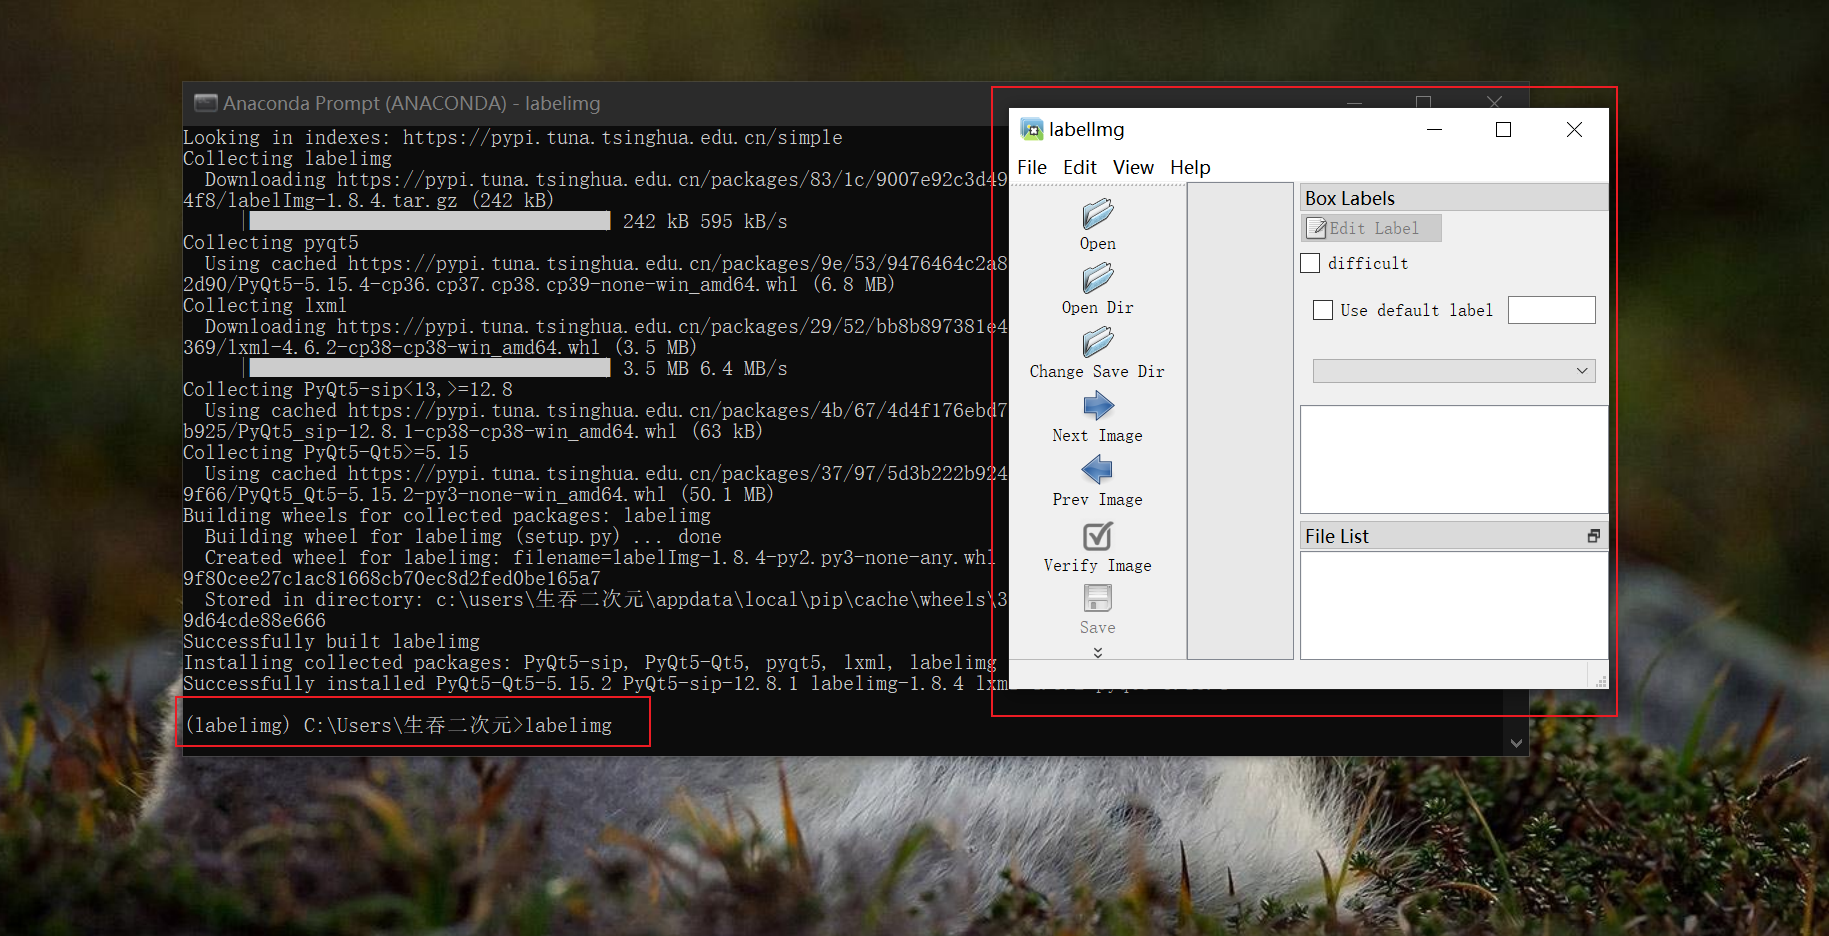 Anaconda Prompt (ANACONDA) - labelimg
Looking in indexes: https://pypi.tuna.tsinghua.edu.cn/simple
Collecting labelimg
Downloading https://pypi.tuna.tsinghua.edu.cn/packages/83/1c/9007e92c3d49
4f8/labelImg-1.8.4.tar.gz (242 kB)
242 kB 595 kB/s
Collecting pyqt5
Using cached https://pypi.tuna.tsinghua.edu.cn/packages/9e/53/9476464c2a8
2d90/PyQt5-5.15.4-cp36.cp37.cp38.cp39-none-win_amd64.whl (6.8 MB)
Collecting lxml
Downloading https://pypi.tuna.tsinghua.edu.cn/packages/29/52/bb8b897381e4
369/lxml-4.6.2-cp38-cp38-win_amd64.whl (3.5 MB)
3.5 MB 6.4 MB/s
Collecting PyQt5-sip<13,>=12.8
Using cached https://pypi.tuna.tsinghua.edu.cn/packages/4b/67/4d4f176ebd7
b925/PyQt5_sip-12.8.1-cp38-cp38-win_amd64.whl (63 kB)
Collecting PyQt5-Qt5>=5.15
Using cached https://pypi.tuna.tsinghua.edu.cn/packages/37/97/5d3b222b924
9f66/PyQt5_Qt5-5.15.2-py3-none-win_amd64.whl (50.1 MB)
Building wheels for collected packages: labelimg
Building wheel for labelimg (setup.py) ... done
Created wheel for labelimg: filename=labelImg-1.8.4-py2.py3-none-any.whl
9f80cee27c1ac81668cb70ec8d2fed0be165a7
Stored in directory: c:\users\生吞二次元\appdata\local\pip\cache\wheels\3
9d64cde88e666
Successfully built labelimg
Installing collected packages: PyQt5-sip, PyQt5-Qt5, pyqt5, lxml, labelimg
Successfully installed PyQt5-Qt5-5.15.2 PyQt5-sip-12.8.1 labelimg-1.8.4
(labelimg) C:\Users\生吞二次元>labelimg
labelImg
File Edit View Help
Open
Open Dir
Change Save Dir
Next Image
Prev Image
Verify Image
Save
Box Labels
Edit Label
difficult
Use default label
File List